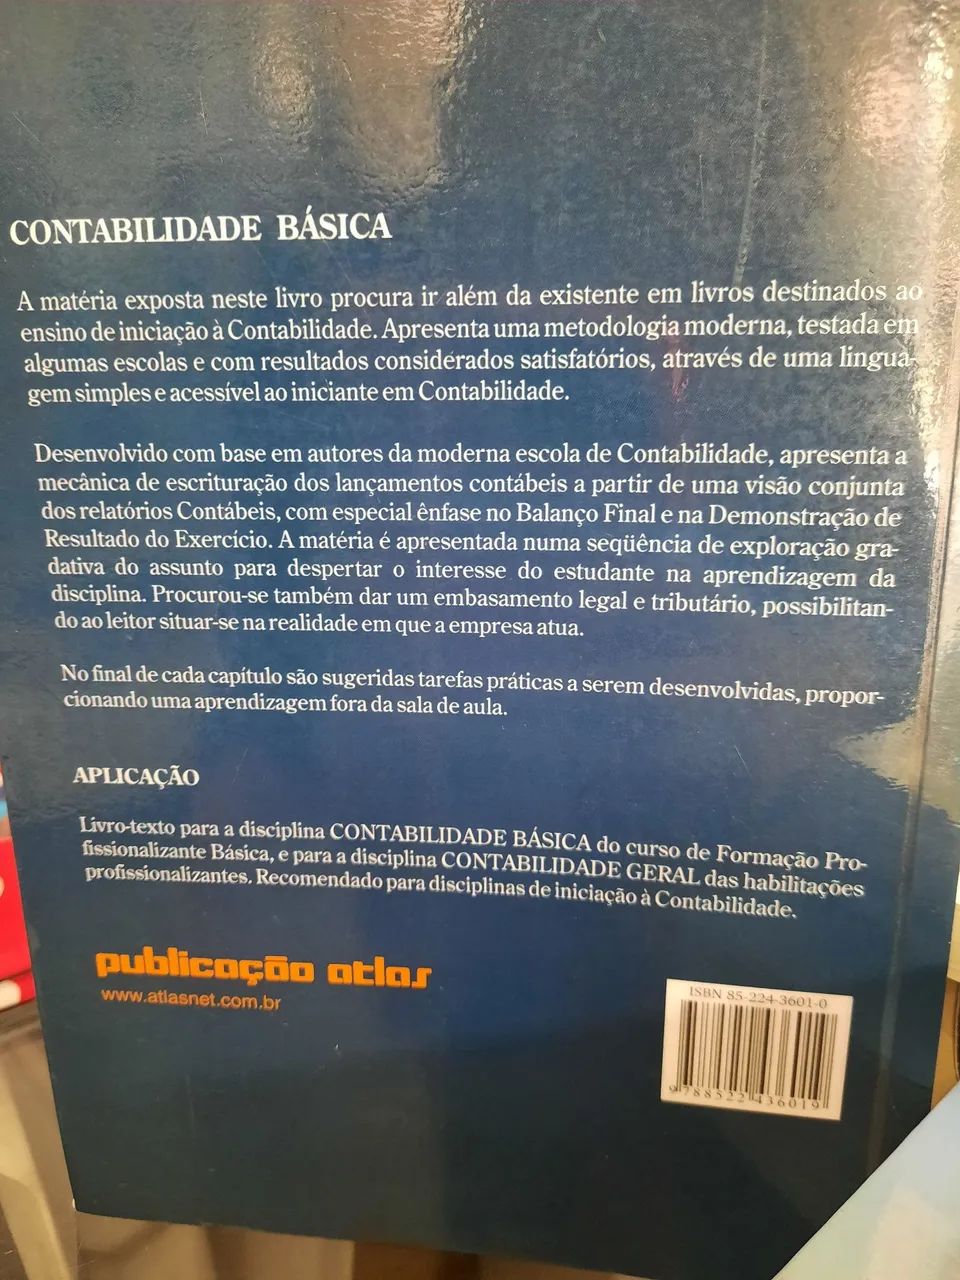 CONTABILIDADE BÁSICA
A matéria exposta neste livro procura ir além da existente em livros destinados ao
ensino de iniciação à Contabilidade. Apresenta uma metodologia moderna, testada em
algumas escolas e com resultados considerados satisfatórios, através de uma lingua-
gem simples e acessível ao iniciante em Contabilidade.
Desenvolvido com base em autores da moderna escola de Contabilidade, apresenta a
mecânica de escrituração dos lançamentos contábeis a partir de uma visão conjunta
dos relatórios Contábeis, com especial ênfase no Balanço Final e na Demonstração de
Resultado do Exercício. A matéria é apresentada numa seqüência de exploração gra-
dativa do assunto para despertar o interesse do estudante na aprendizagem da
disciplina. Procurou-se também dar um embasamento legal e tributário, possibilitan-
do ao leitor situar-se na realidade em que a empresa atua.
No final de cada capítulo são sugeridas tarefas práticas a serem desenvolvidas, propor-
cionando uma aprendizagem fora da sala de aula.
APLICAÇÃO
Livro-texto para a disciplina CONTABILIDADE BÁSICA do curso de Formação Pro-
fissionalizante Básica, e para a disciplina CONTABILIDADE GERAL das habilitações
profissionalizantes. Recomendado para disciplinas de iniciação à Contabilidade.
publicação atlas
www.atlasnet.com.br
ISBN 85-224-3601-0
9 788522 436019